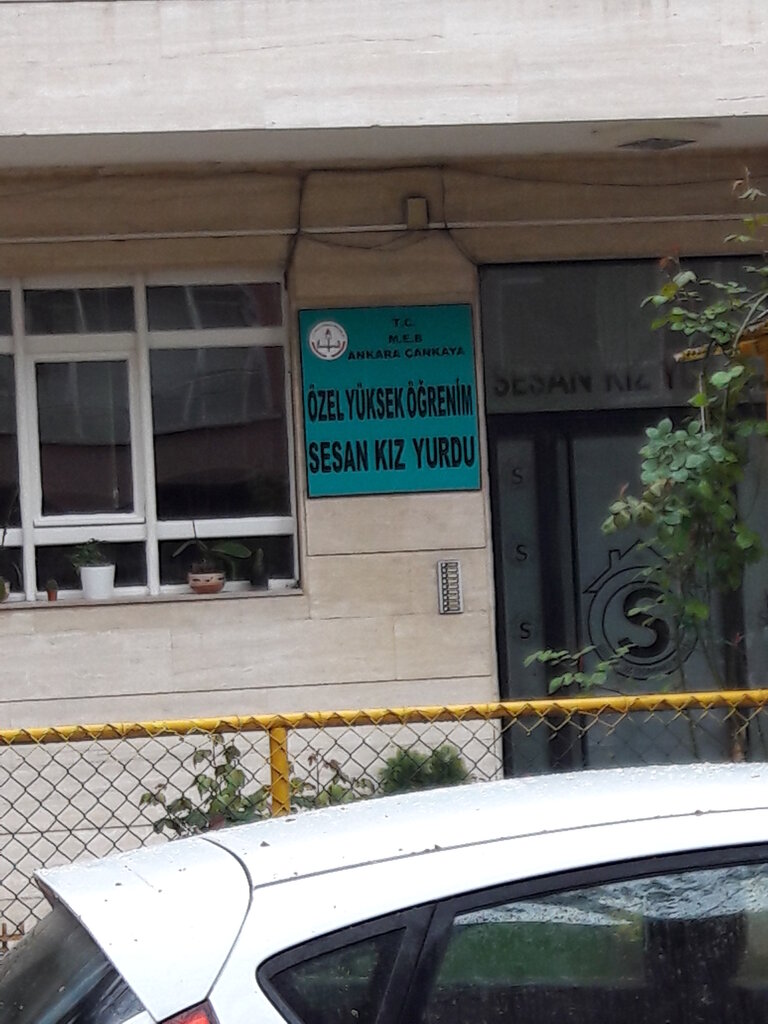 T.C.
M.E.B
ANKARA ÇANKAYA
ÖZEL YÜKSEK ÖĞRENİM
SESAN KIZ YURDU
SESAN KIZ
S
S
S
S